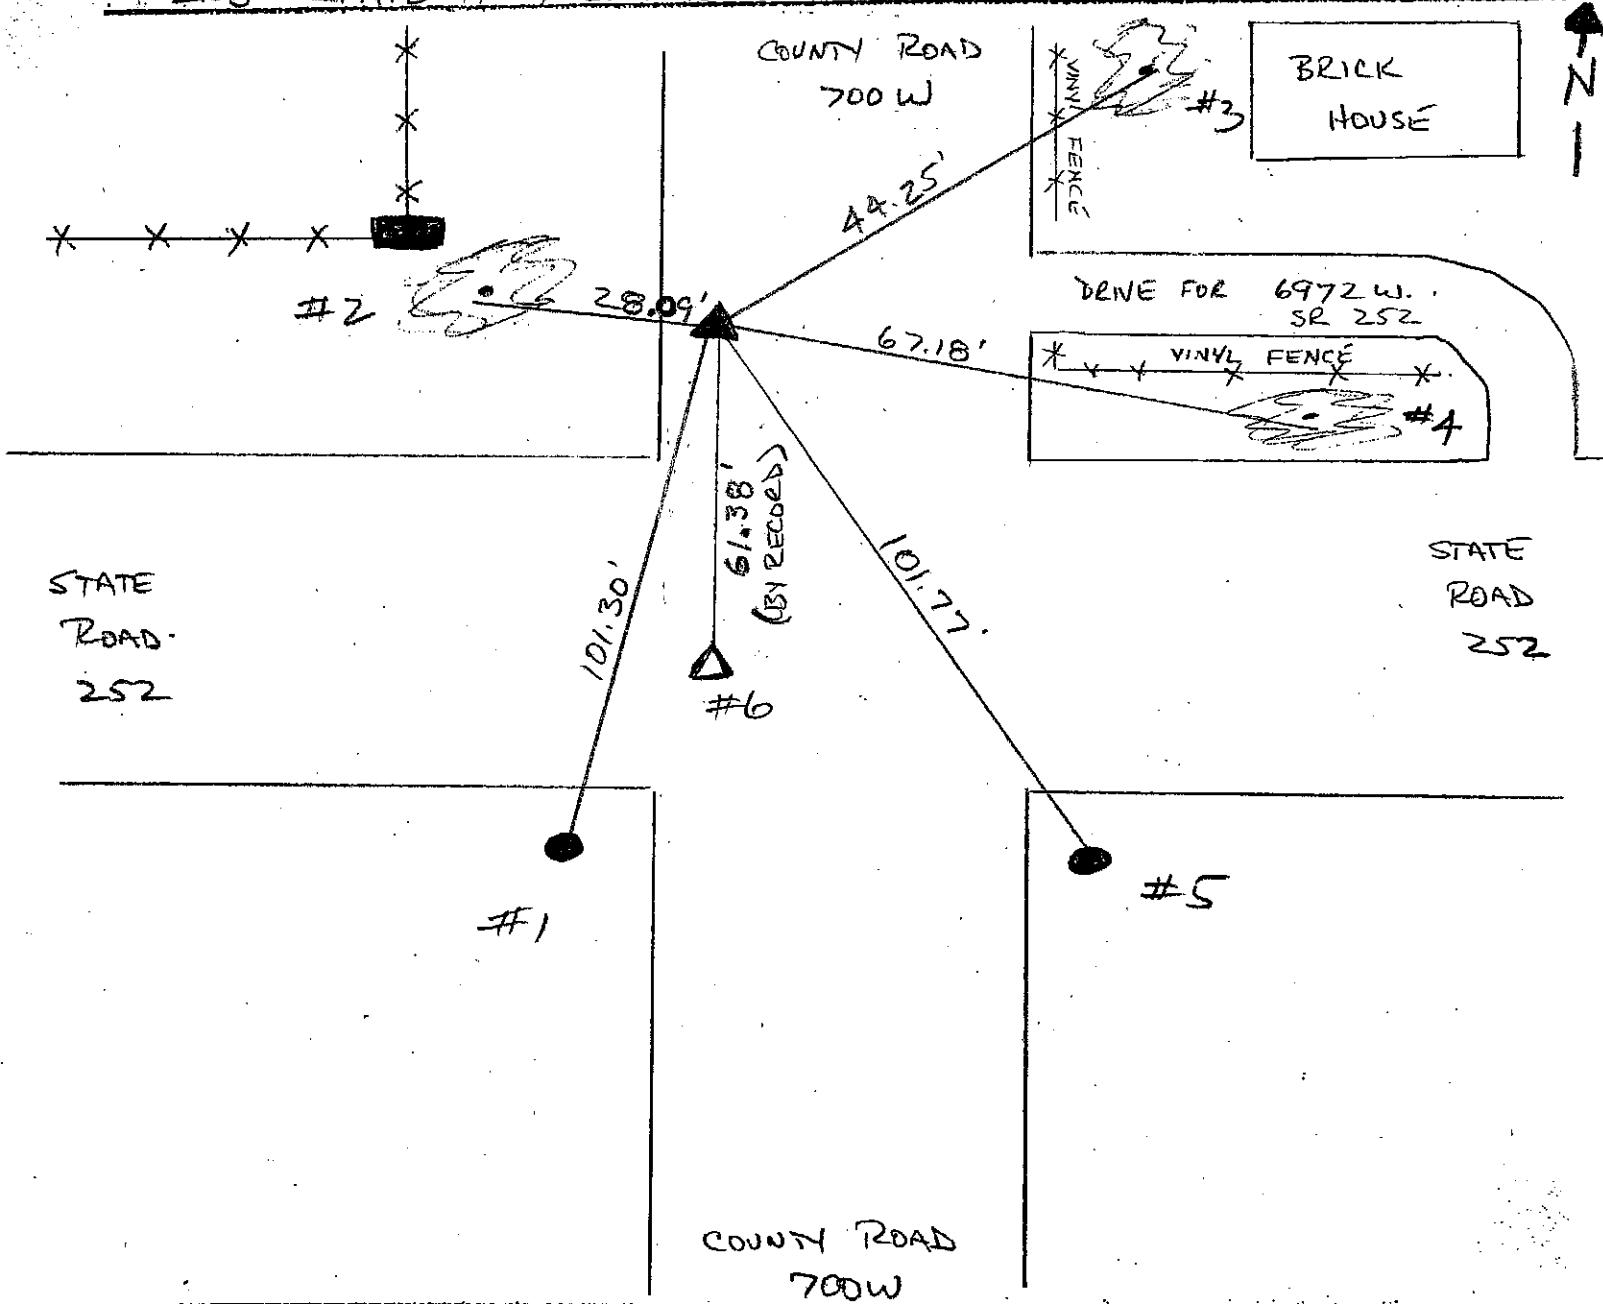 COUNTY ROAD
700 W
BRICK
HOUSE
N
VINYL FENCE
#3
44.25'
#2
28.09'
DRIVE FOR 6972 W.
SR 252
67.18'
VINYL FENCE
#4
61.38'
(BY RECORD)
101.30'
101.77'
STATE
ROAD
252
STATE
ROAD
252
#6
#1
#5
COUNTY ROAD
700W